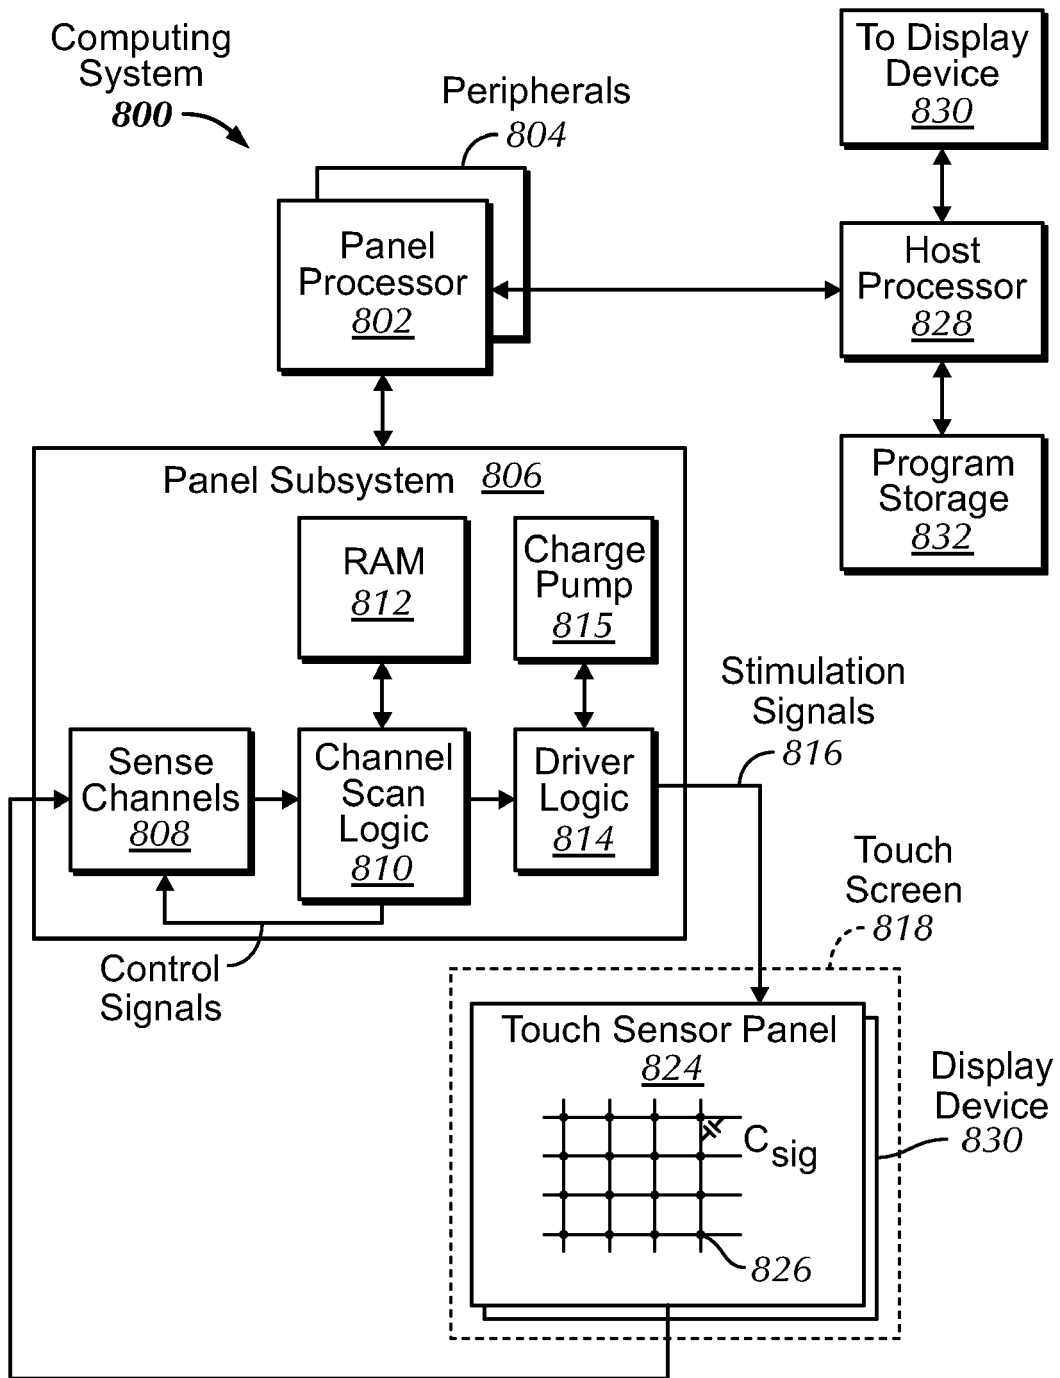 Computing
System
800
Peripherals
804
To Display
Device
830
Panel
Processor
802
Host
Processor
828
Program
Storage
832
Panel Subsystem 806
RAM
812
Charge
Pump
815
Stimulation
Signals
816
Sense
Channels
808
Channel
Scan
Logic
810
Driver
Logic
814
Control
Signals
Touch
Screen
818
Touch Sensor Panel
824
Csig
826
Display
Device
830